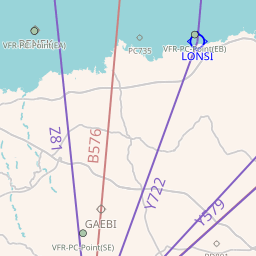 VFR-PC-Point(EA)
PC735
VFR-PC-Point(EB)
LONSI
Z81
B576
Y722
Y579
GAEBI
VFR-PC-Point(SE)